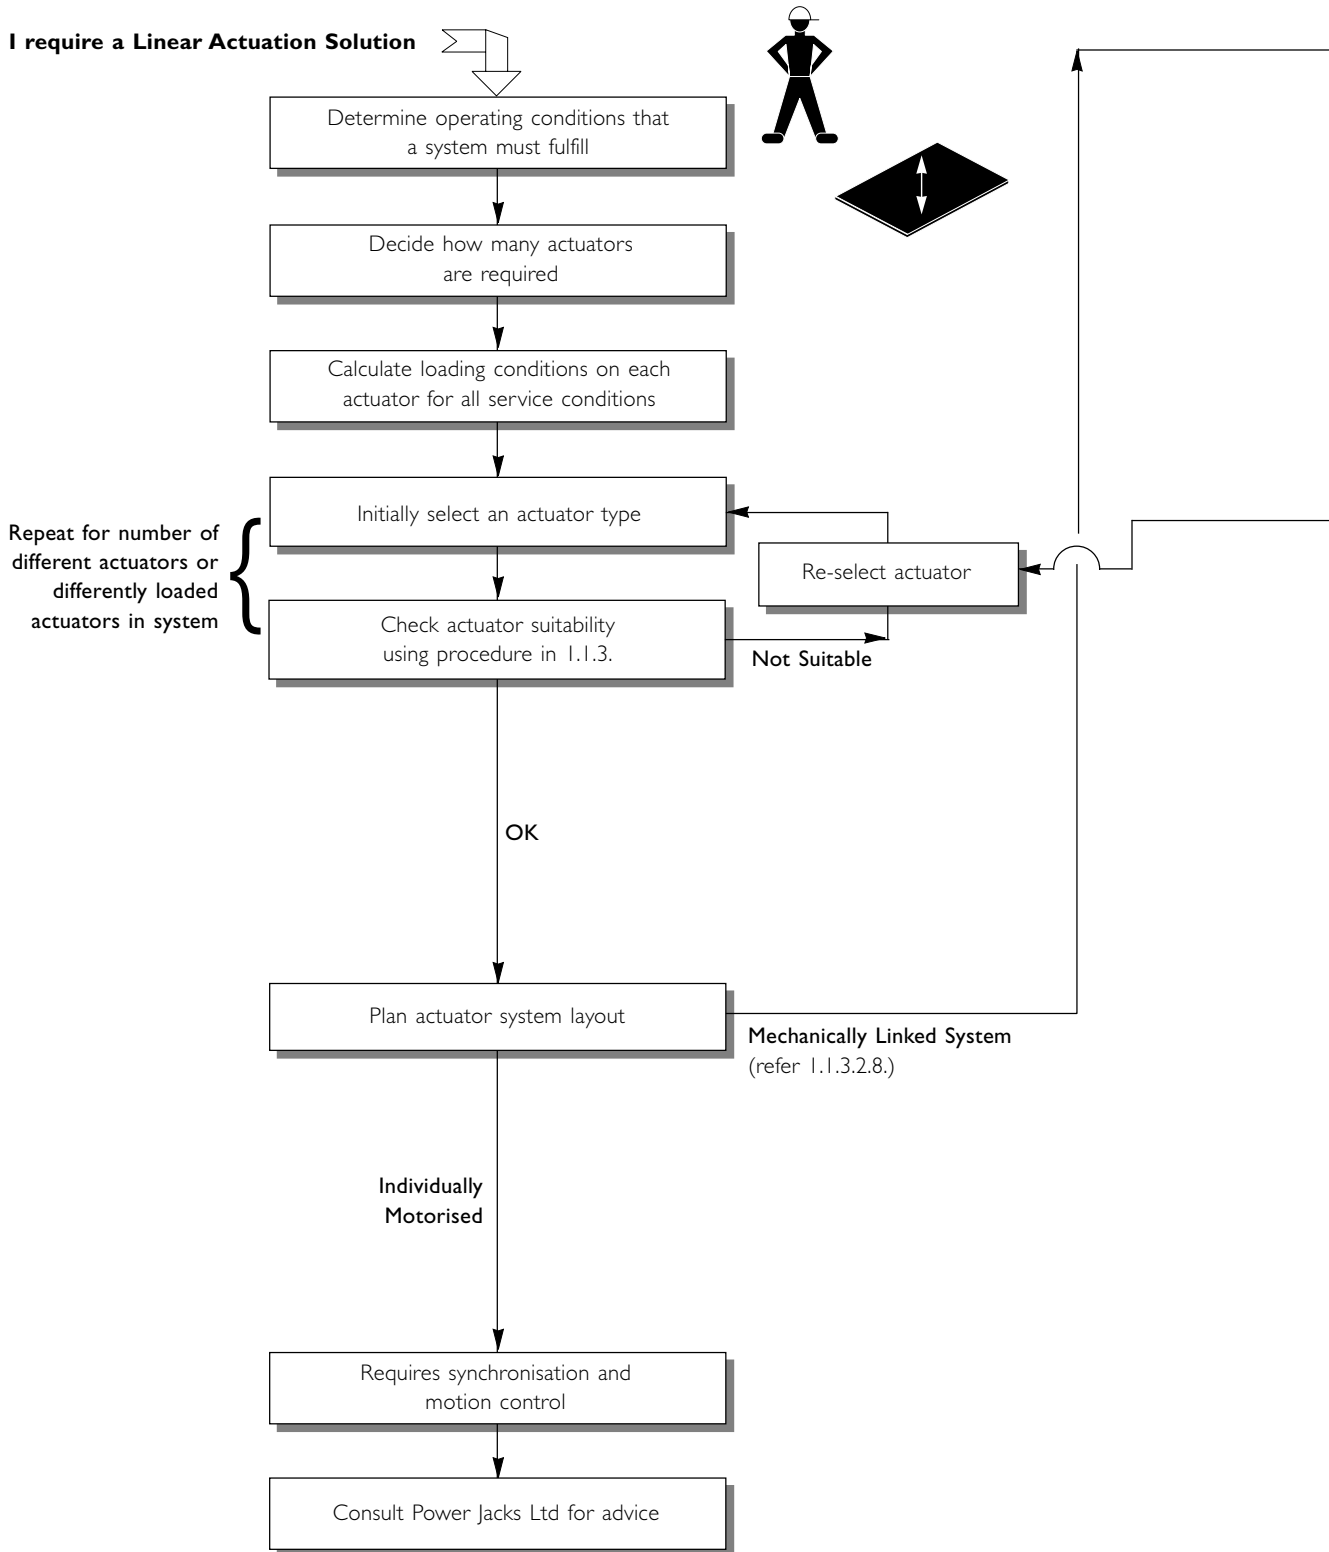 I require a Linear Actuation Solution
Determine operating conditions that
a system must fulfill
Decide how many actuators
are required
Calculate loading conditions on each
actuator for all service conditions
Initially select an actuator type
Repeat for number of
different actuators or
differently loaded
actuators in system
Re-select actuator
Check actuator suitability
using procedure in 1.1.3.
Not Suitable
OK
Plan actuator system layout
Mechanically Linked System
(refer 1.1.3.2.8.)
Individually
Motorised
Requires synchronisation and
motion control
Consult Power Jacks Ltd for advice